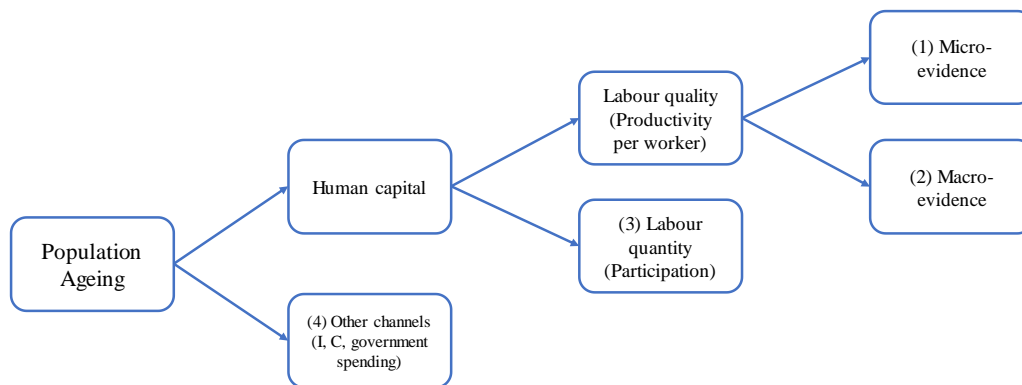 Population
Ageing
Human capital
(4) Other channels
(I, C, government
spending)
Labour quality
(Productivity
per worker)
(3) Labour
quantity
(Participation)
(1) Micro-
evidence
(2) Macro-
evidence